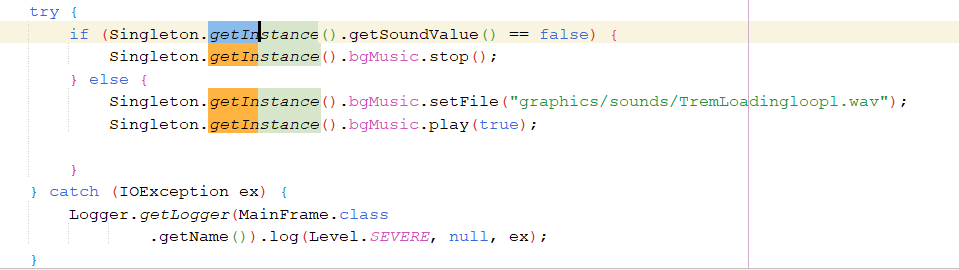 try {
if (Singleton.getInstance().getSoundValue() == false) {
Singleton.getInstance().bgMusic.stop();
} else {
Singleton.getInstance().bgMusic.setFile("graphics/sounds/TremLoadingloopl.wav");
Singleton.getInstance().bgMusic.play(true);
}
} catch (IOException ex) {
Logger.getLogger(MainFrame.class
.getName()).log(Level.SEVERE, null, ex);
}